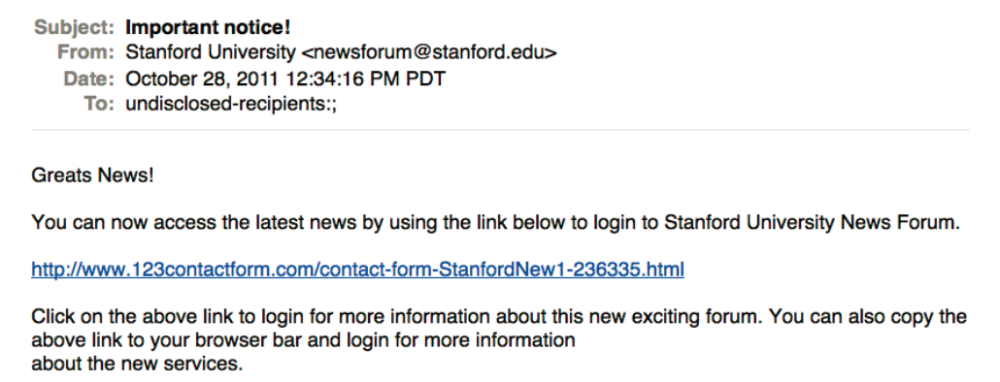 Subject: Important notice!
From: Stanford University <newsforum@stanford.edu>
Date: October 28, 2011 12:34:16 PM PDT
To: undisclosed-recipients:;
Greats News!
You can now access the latest news by using the link below to login to Stanford University News Forum.
http://www.123contactform.com/contact-form-StanfordNew1-236335.html
Click on the above link to login for more information about this new exciting forum. You can also copy the
above link to your browser bar and login for more information
about the new services.